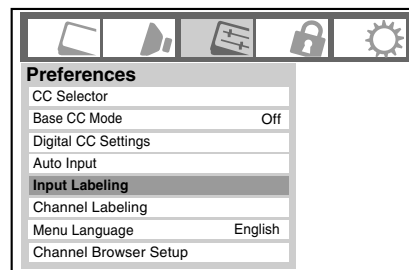 Preferences
CC Selector
Base CC Mode Off
Digital CC Settings
Auto Input
Input Labeling
Channel Labeling
Menu Language English
Channel Browser Setup